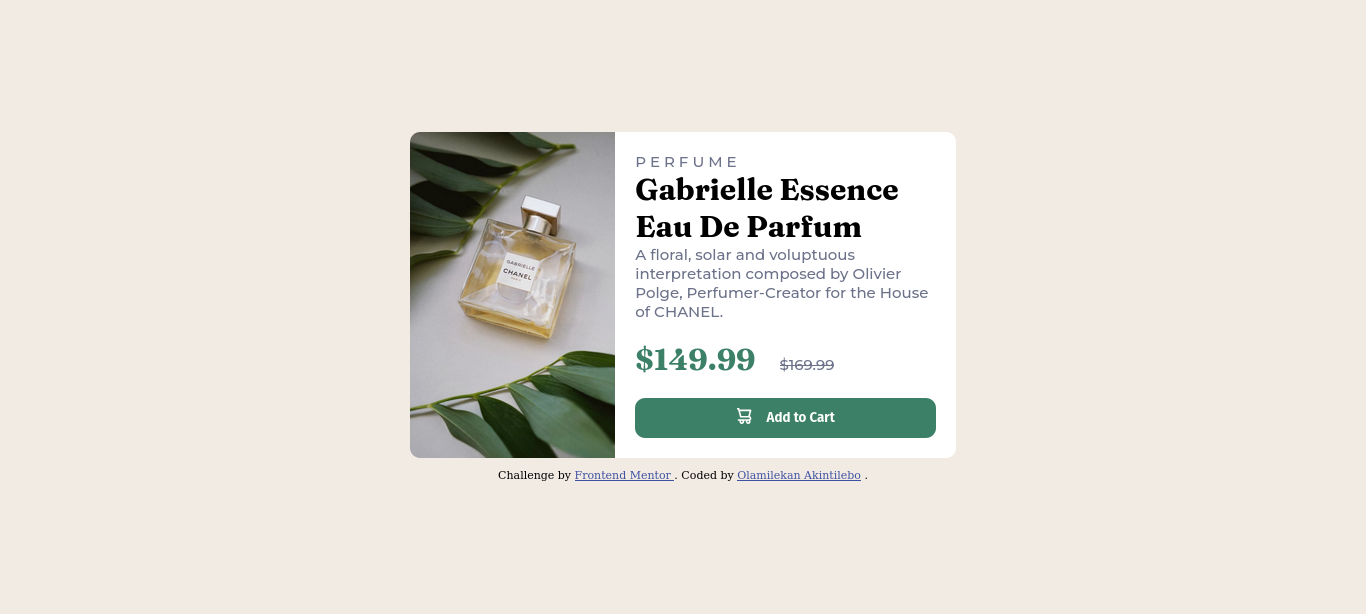 PERFUME
Gabrielle Essence
Eau De Parfum
A floral, solar and voluptuous
interpretation composed by Olivier
Polge, Perfumer-Creator for the House
of CHANEL.
$149.99 $169.99
Add to Cart
GABRIELLE
CHANEL
Challenge by Frontend Mentor . Coded by Olamilekan Akintilebo .